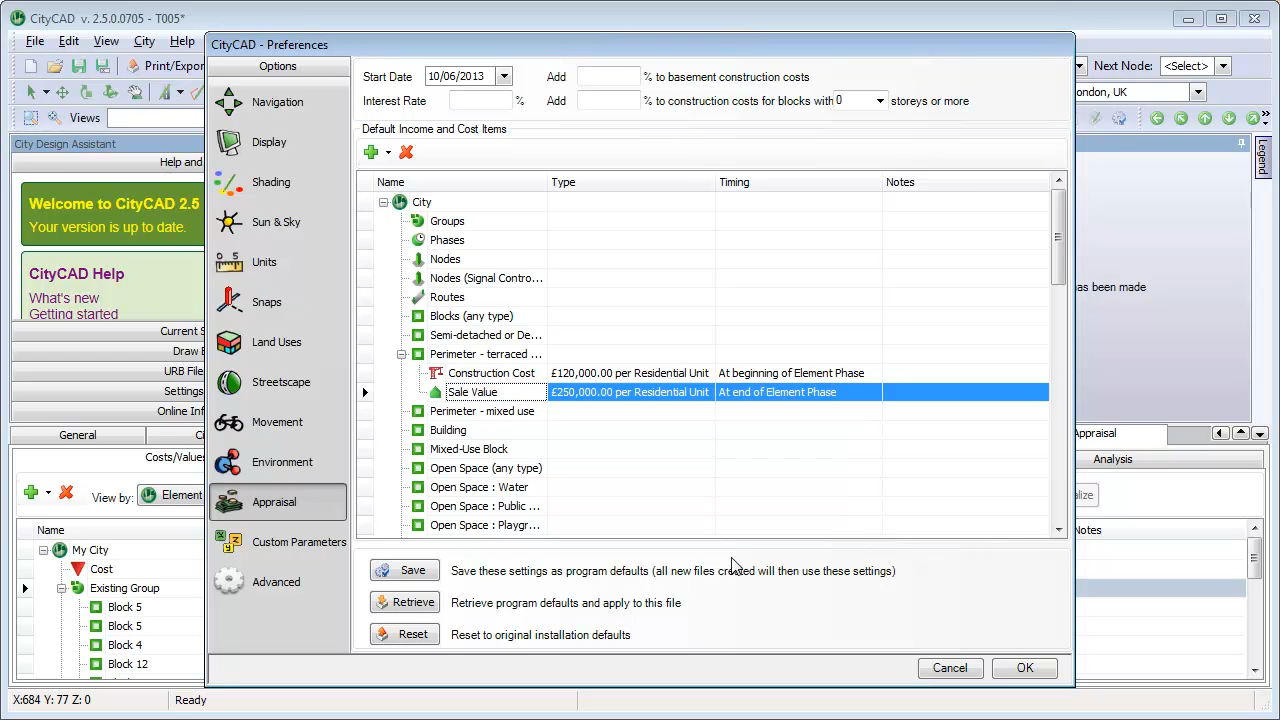 CityCAD v. 2.5.0.0705 - T005*
File Edit View City Help
Print/Expor
Next Node: <Select>
ondon, UK
Views
City Design Assistant
Help and
Welcome to CityCAD 2.5
Your version is up to date.
CityCAD Help
What's new
Getting started
Current S
Draw E
URB File
Settings
Online Info
General
Costs/Values
View by: Element
Name
My City
Cost
Existing Group
Block 5
Block 5
Block 4
Block 12
X:684 Y: 77 Z: 0 Ready
CityCAD - Preferences
Options
Navigation
Display
Shading
Sun & Sky
Units
Snaps
Land Uses
Streetscape
Movement
Environment
Appraisal
Custom Parameters
Advanced
Start Date 10/06/2013 Add % to basement construction costs
Interest Rate % Add % to construction costs for blocks with 0 storeys or more
Default Income and Cost Items
Name Type Timing Notes
City
Groups
Phases
Nodes
Nodes (Signal Contro...
Routes
Blocks (any type)
Semi-detached or De...
Perimeter - terraced ...
Construction Cost £120,000.00 per Residential Unit At beginning of Element Phase
Sale Value £250,000.00 per Residential Unit At end of Element Phase
Perimeter - mixed use
Building
Mixed-Use Block
Open Space (any type)
Open Space : Water
Open Space : Public ...
Open Space : Playgr...
Save Save these settings as program defaults (all new files created will then use these settings)
Retrieve Retrieve program defaults and apply to this file
Reset Reset to original installation defaults
Cancel OK
Legend
as been made
Appraisal
Analysis
alize
Notes